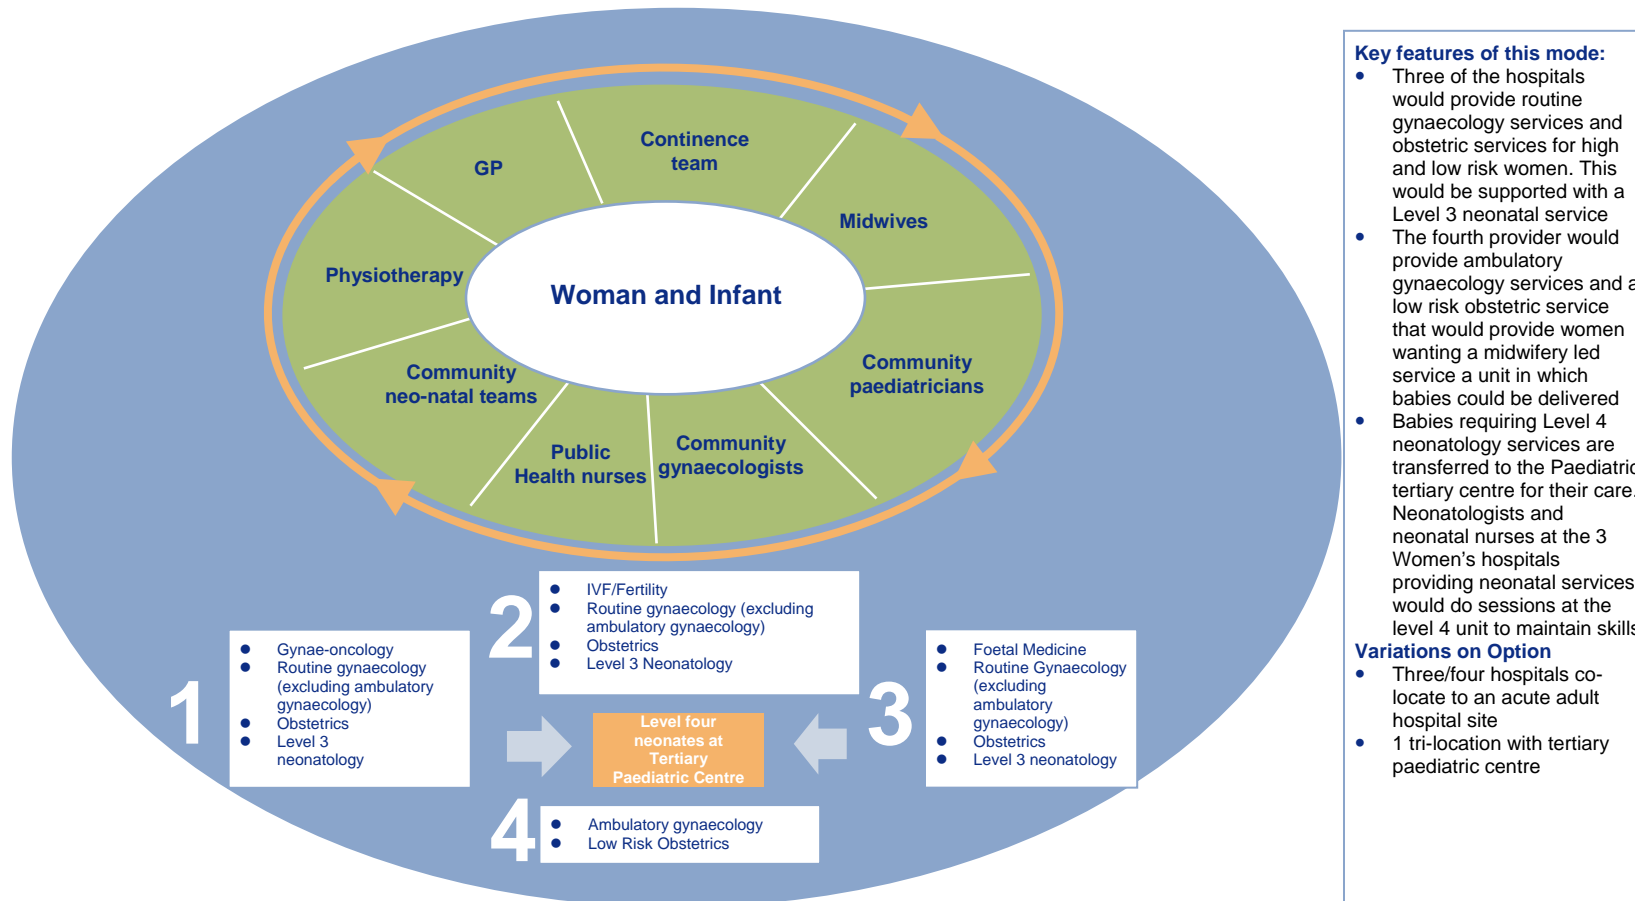 GP
Continence
team
Midwives
Physiotherapy
Woman and Infant
Community
neo-natal teams
Community
paediatricians
Public
Health nurses
Community
gynaecologists
1
● Gynae-oncology
● Routine gynaecology
(excluding ambulatory
gynaecology)
● Obstetrics
● Level 3
neonatology
2
● IVF/Fertility
● Routine gynaecology (excluding
ambulatory gynaecology)
● Obstetrics
● Level 3 Neonatology
Level four
neonates at
Tertiary
Paediatric Centre
3
● Foetal Medicine
● Routine Gynaecology
(excluding
ambulatory
gynaecology)
● Obstetrics
● Level 3 neonatology
4
● Ambulatory gynaecology
● Low Risk Obstetrics
Key features of this mode:
• Three of the hospitals
would provide routine
gynaecology services and
obstetric services for high
and low risk women. This
would be supported with a
Level 3 neonatal service
• The fourth provider would
provide ambulatory
gynaecology services and a
low risk obstetric service
that would provide women
wanting a midwifery led
service a unit in which
babies could be delivered
• Babies requiring Level 4
neonatology services are
transferred to the Paediatric
tertiary centre for their care.
Neonatologists and
neonatal nurses at the 3
Women's hospitals
providing neonatal services
would do sessions at the
level 4 unit to maintain skills
Variations on Option
• Three/four hospitals co-
locate to an acute adult
hospital site
• 1 tri-location with tertiary
paediatric centre